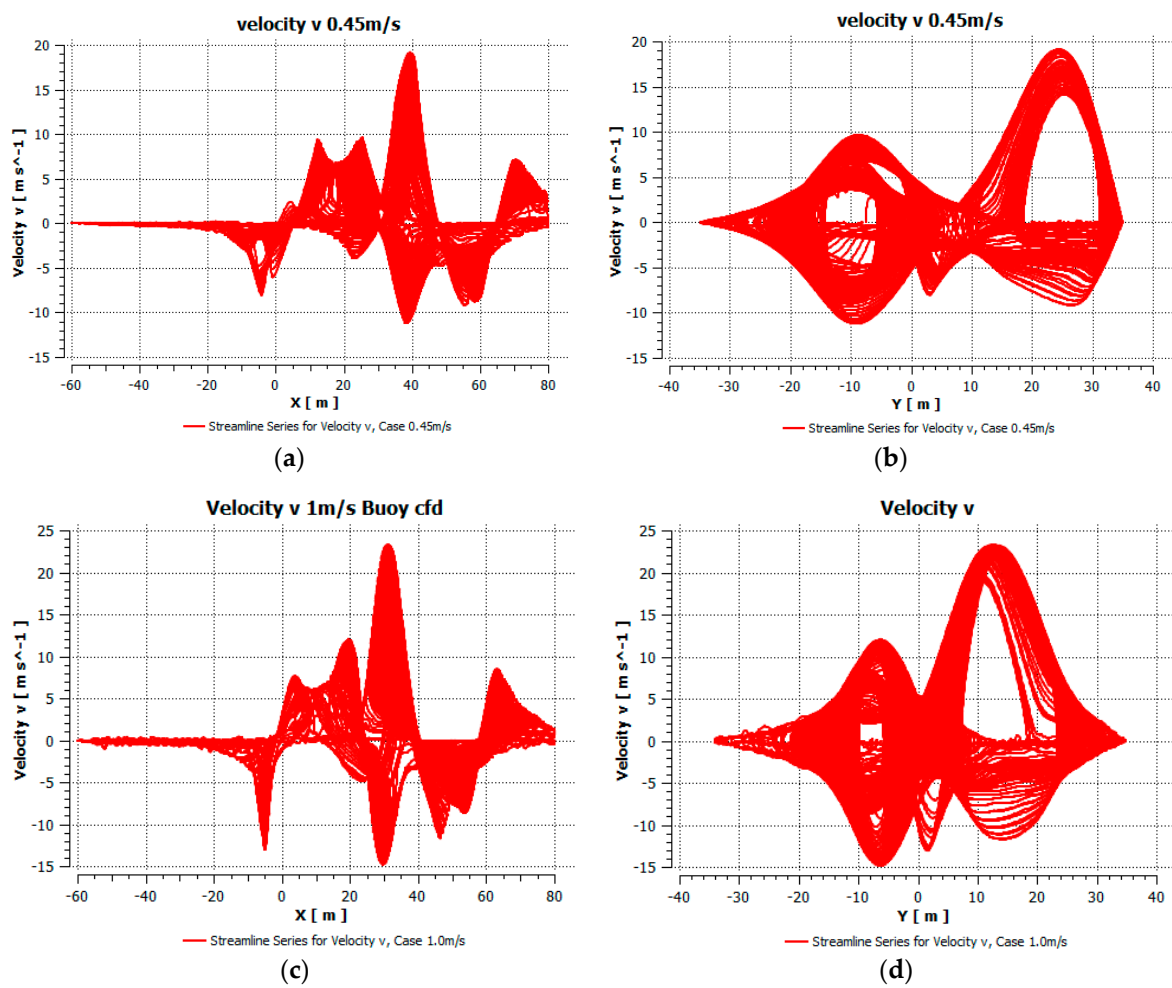 velocity v 0.45m/s
20
15
10
5
0
-5
-10
-15
Velocity v [ m s^-1 ]
-60 -40 -20 0 20 40 60 80
X [ m ]
Streamline Series for Velocity v, Case 0.45m/s
(a)
velocity v 0.45m/s
20
15
10
5
0
-5
-10
-15
Velocity v [ m s^-1 ]
-40 -30 -20 -10 0 10 20 30 40
Y [ m ]
Streamline Series for Velocity v, Case 0.45m/s
(b)
Velocity v 1m/s Buoy cfd
25
20
15
10
5
0
-5
-10
-15
Velocity v [ m s^-1 ]
-60 -40 -20 0 20 40 60 80
X [ m ]
Streamline Series for Velocity v, Case 1.0m/s
(c)
Velocity v
25
20
15
10
5
0
-5
-10
-15
Velocity v [ m s^-1 ]
-40 -30 -20 -10 0 10 20 30 40
Y [ m ]
Streamline Series for Velocity v, Case 1.0m/s
(d)